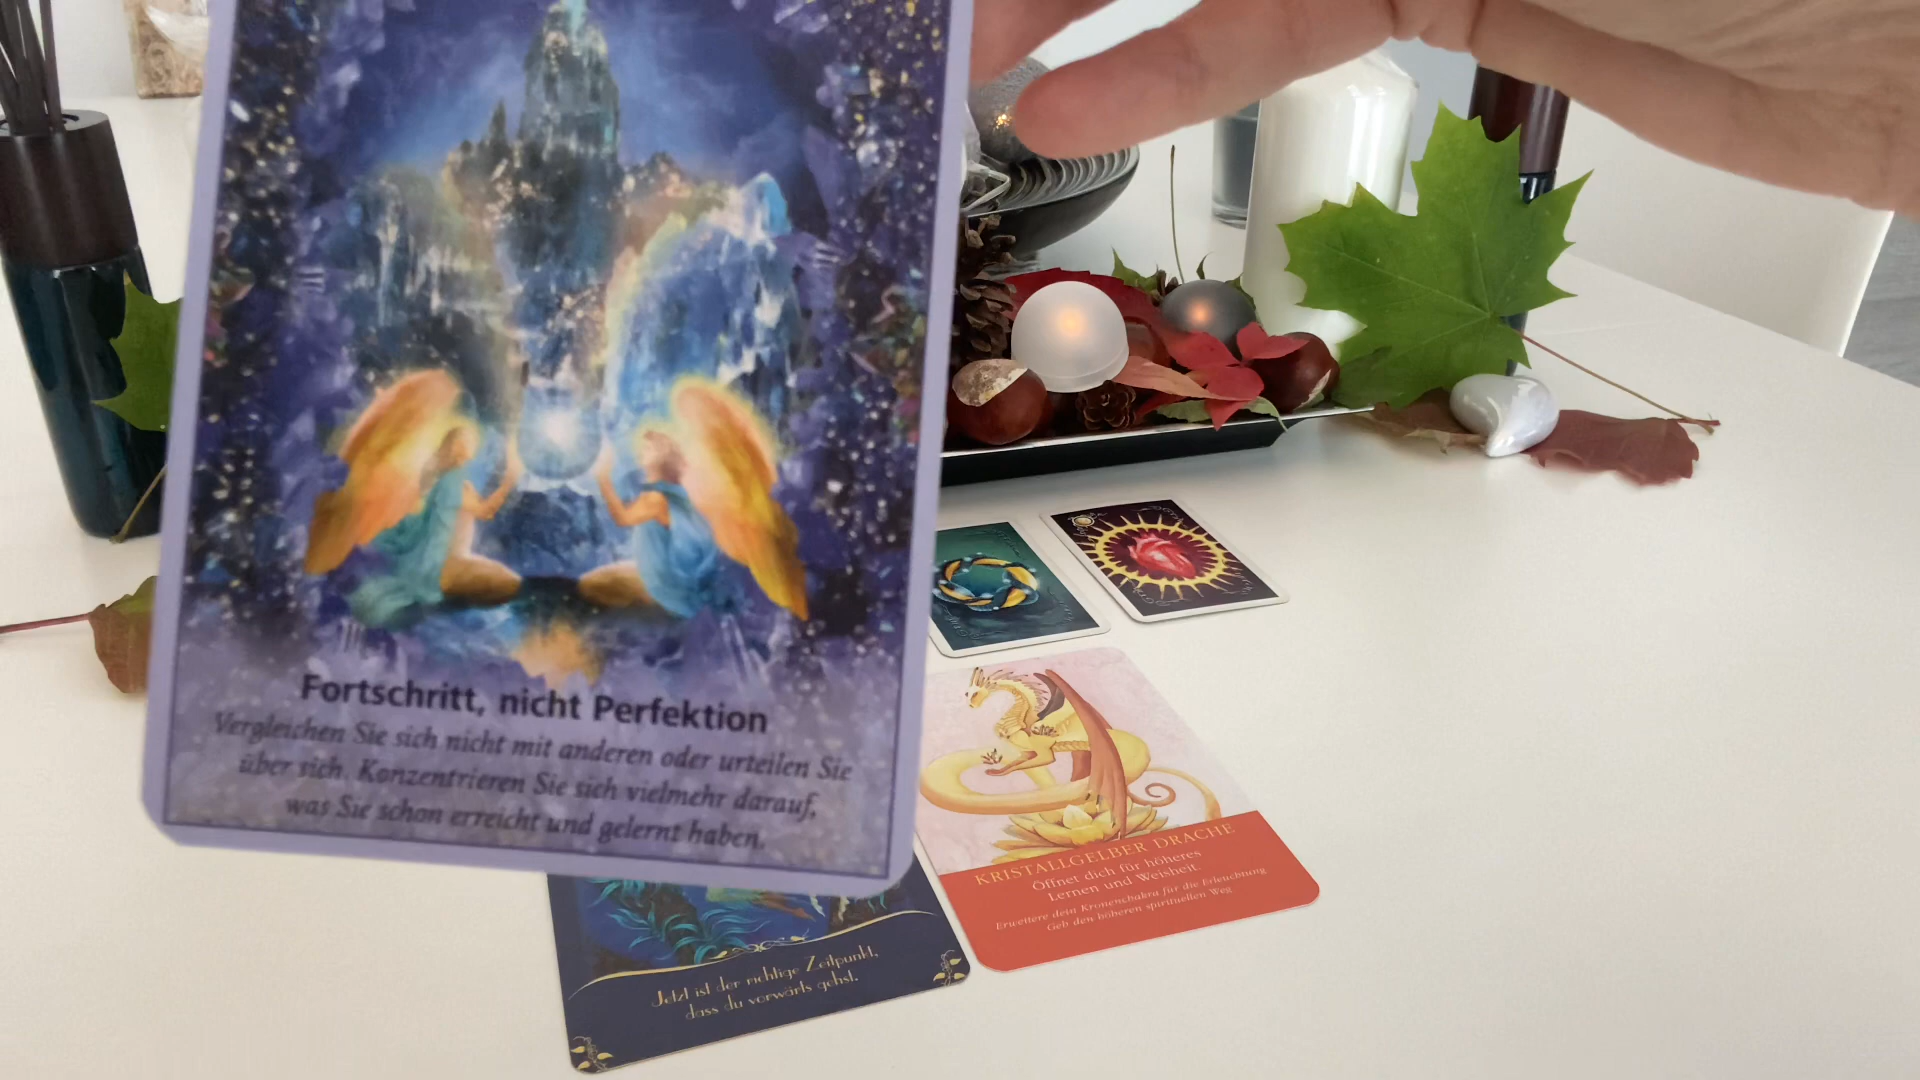 Fortschritt, nicht Perfektion
Vergleichen Sie sich nicht mit anderen oder urteilen Sie
über sich. Konzentrieren Sie sich vielmehr darauf,
was Sie schon erreicht und gelernt haben.
KRISTALLGELBER DRACHE
Öffnet dich für höheres
Lernen und Weisheit.
Erweitere dein Kronenchakra für die Erleuchtung
Geh den höheren spirituellen Weg
Jetzt ist der richtige Zeitpunkt,
dass du vorwärts gehst.